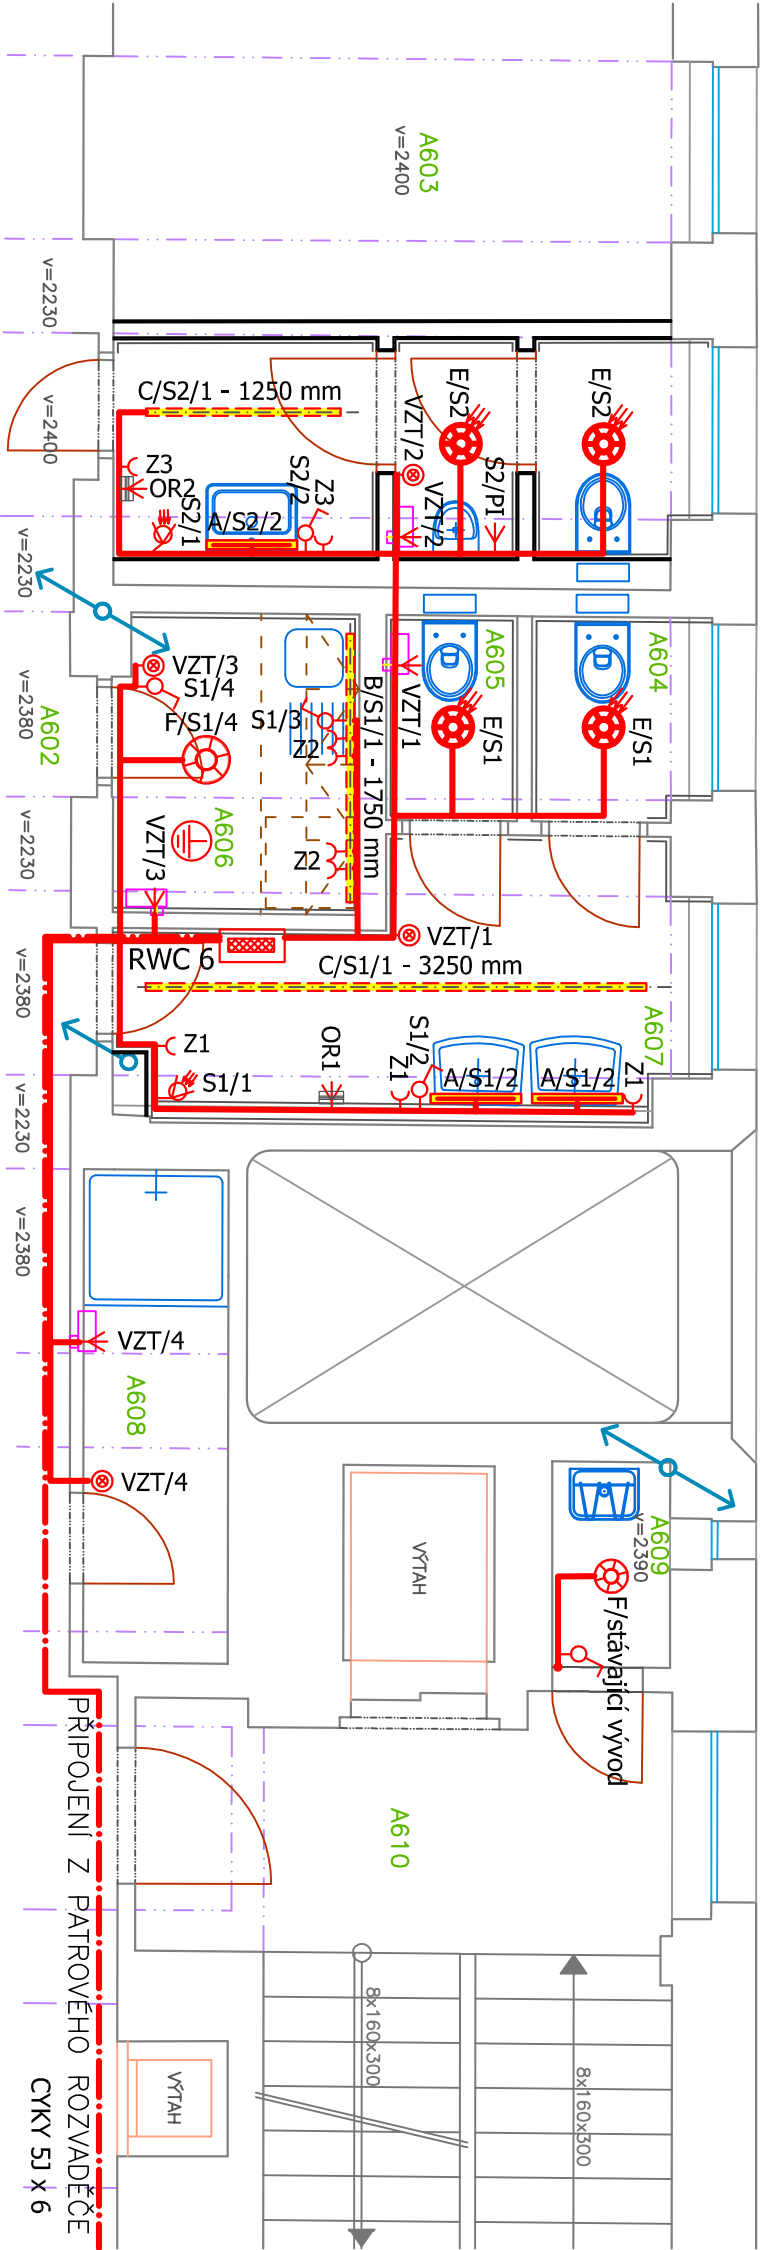 A603
v=2400
v=2230
v=2400
C/S2/1 - 1250 mm
E/S2
E/S2
VZT/2
Z3
OR2
S2/1
S2/2
Z3
A/S2/2
VZT/2
S2/PI
v=2230
VZT/3
S1/4
F/S1/4
A602
v=2380
S1/3
Z2
B/S1/1 - 1750 mm
VZT/1
A605
A604
E/S1
E/S1
v=2230
VZT/3
A606
Z2
VZT/1
RWC 6
C/S1/1 - 3250 mm
v=2380
A607
Z1
S1/1
OR1
S1/2
Z1
A/S1/2
A/S1/2
Z1
v=2230
v=2380
VZT/4
A608
VZT/4
VÝTAH
A609
v=2390
F/stávající vývod
A610
8x160x300
8x160x300
VÝTAH
PŘIPOJENÍ Z PATROVÉHO ROZVADĚČE
CYKY 5J x 6